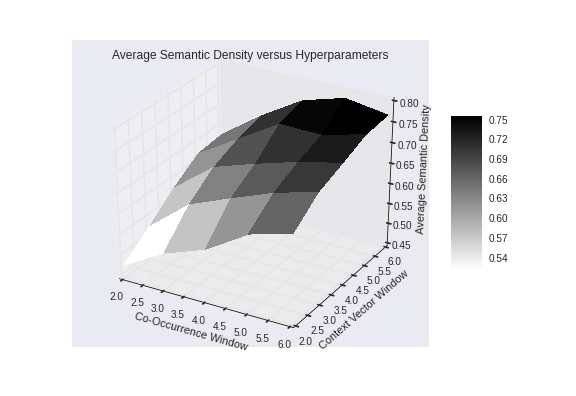 Average Semantic Density versus Hyperparameters
0.80
0.75
0.70
0.65
0.60
0.55
0.50
0.45
Average Semantic Density
2.0 2.5 3.0 3.5 4.0 4.5 5.0 5.5 6.0
Co-Occurrence Window
2.0 2.5 3.0 3.5 4.0 4.5 5.0 5.5 6.0
Context Vector Window
0.75
0.72
0.69
0.66
0.63
0.60
0.57
0.54